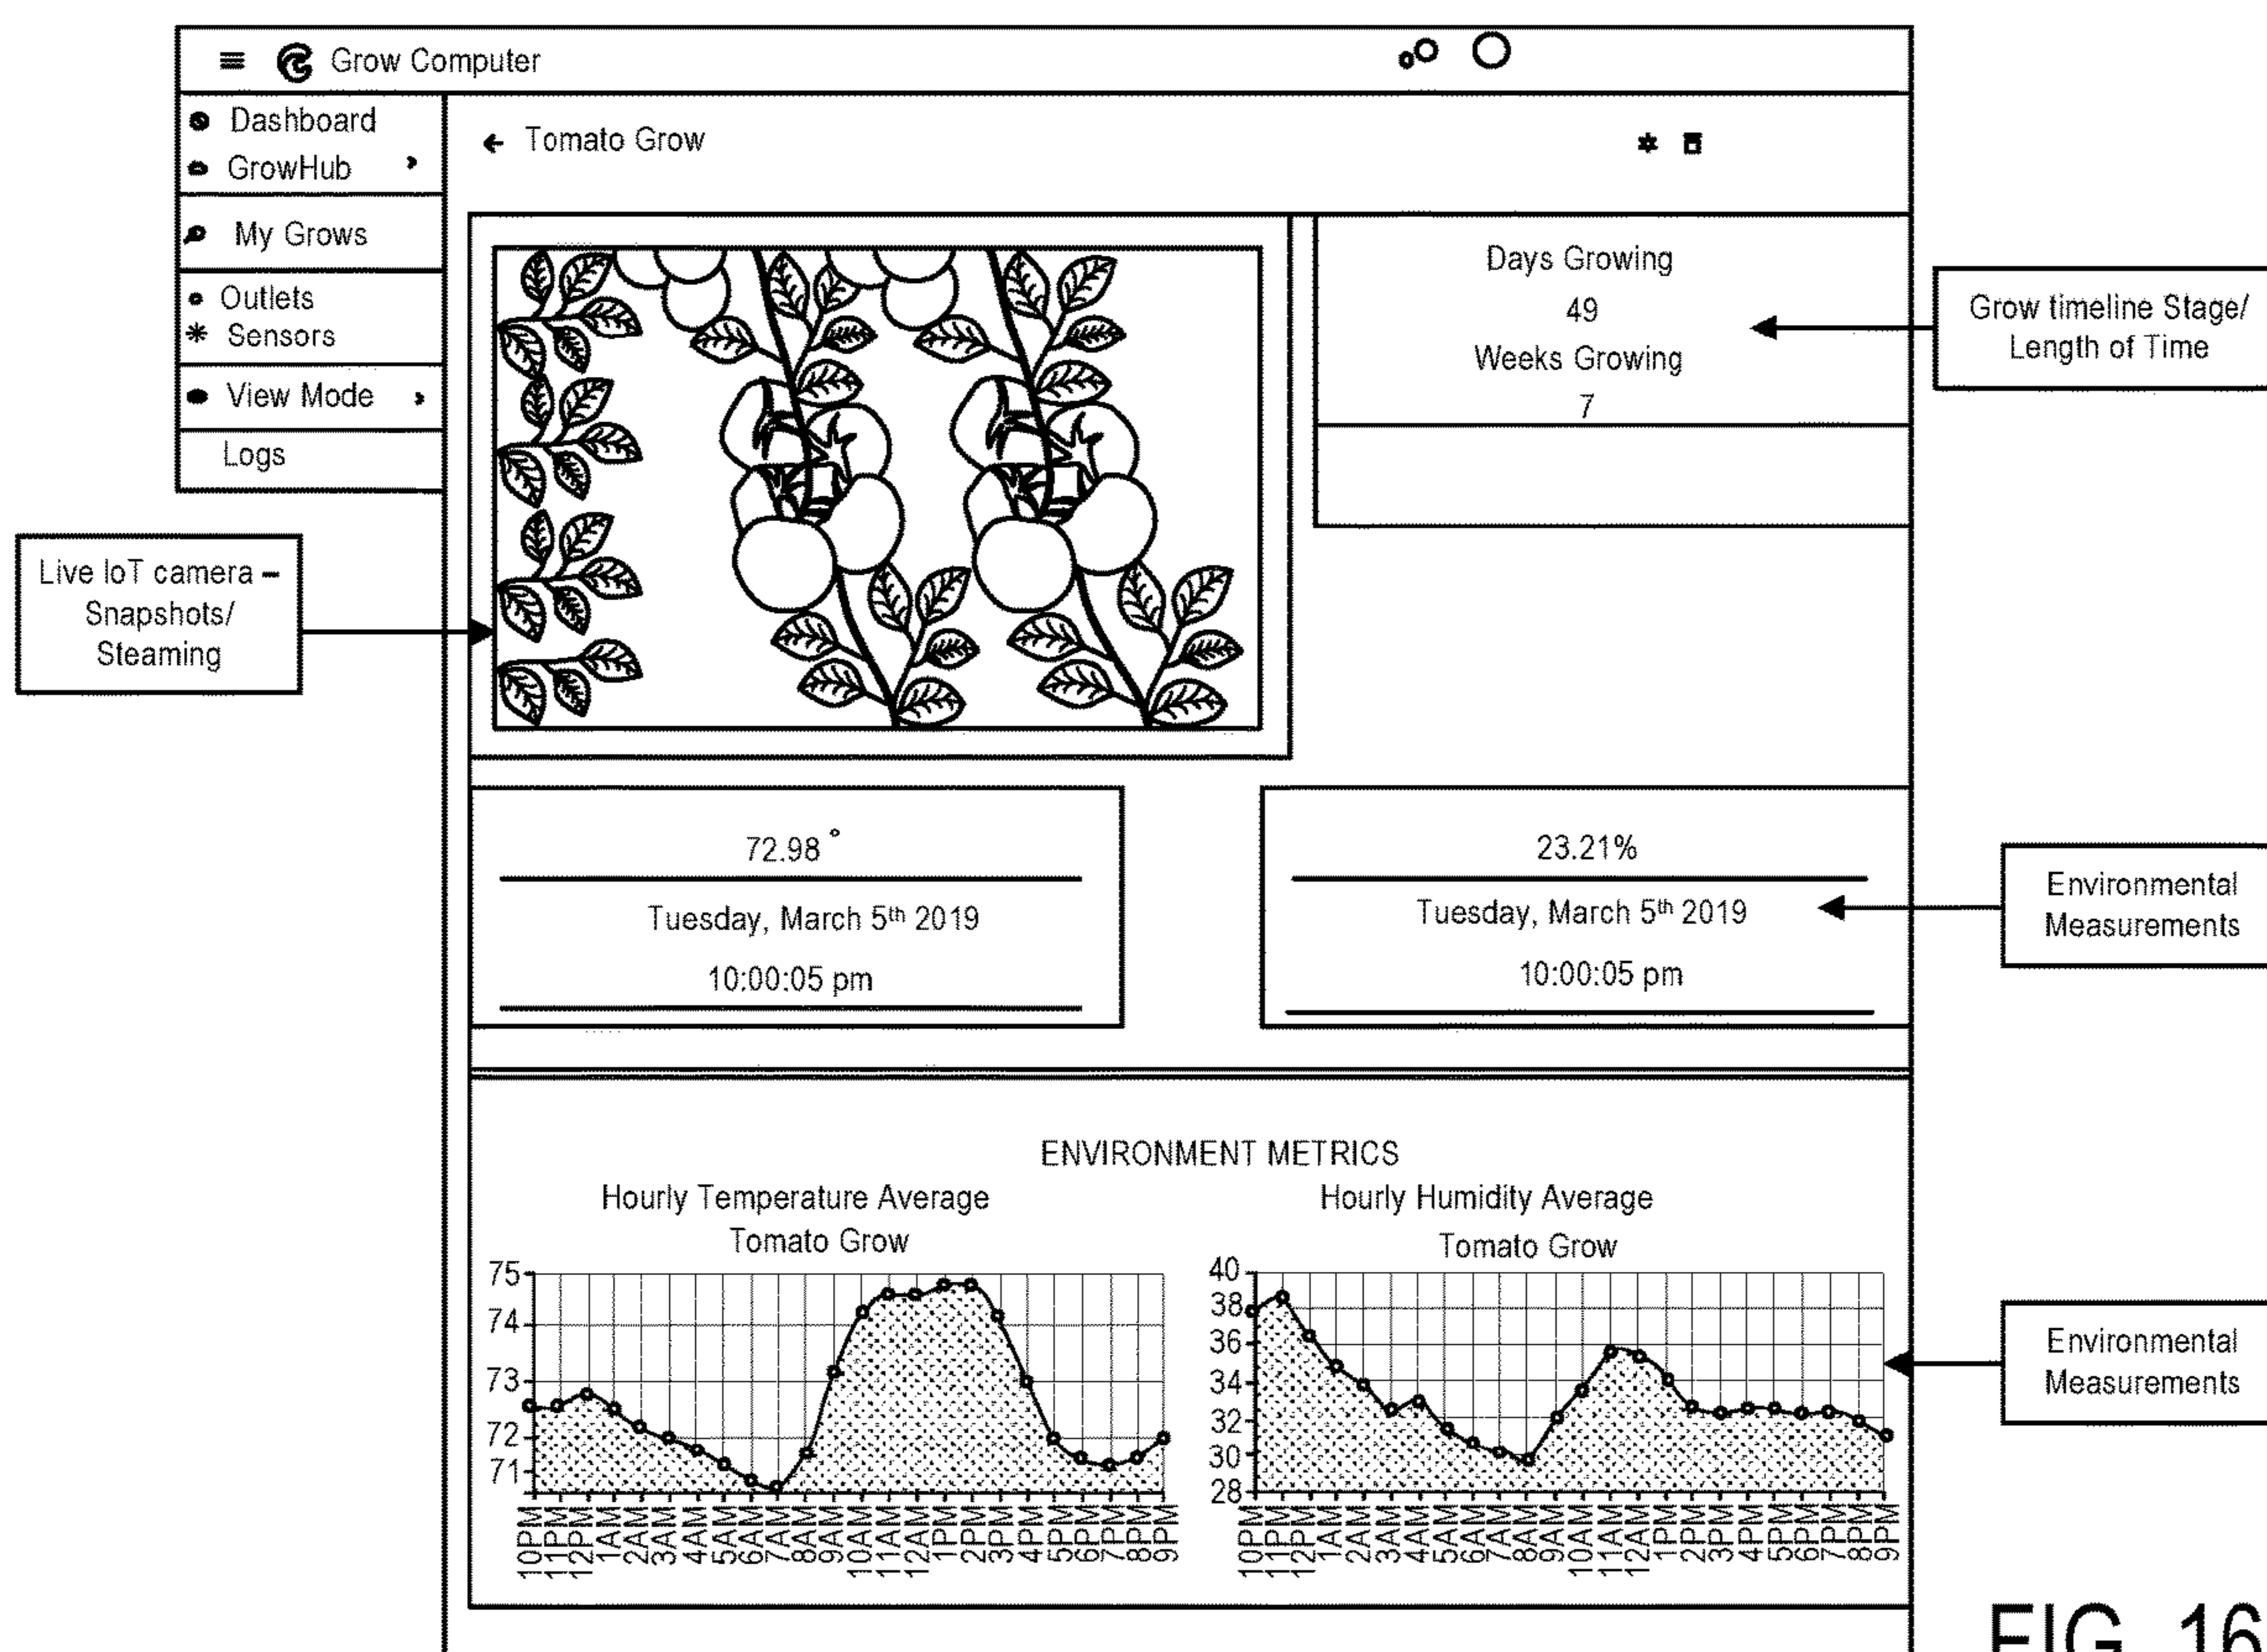 Grow Computer
Dashboard
GrowHub
My Grows
Outlets
Sensors
View Mode
Logs
Tomato Grow
Days Growing
49
Weeks Growing
7
Grow timeline Stage/
Length of Time
Live IoT camera –
Snapshots/
Steaming
72.98°
Tuesday, March 5th 2019
10:00:05 pm
23.21%
Tuesday, March 5th 2019
10:00:05 pm
Environmental
Measurements
ENVIRONMENT METRICS
Hourly Temperature Average
Tomato Grow
75
74
73
72
71
10PM
11PM
12PM
1AM
2AM
3AM
4AM
5AM
6AM
7AM
8AM
9AM
10AM
11AM
12AM
1PM
2PM
3PM
4PM
5PM
6PM
7PM
8PM
9PM
Hourly Humidity Average
Tomato Grow
40
38
36
34
32
30
28
10PM
11PM
12PM
1AM
2AM
3AM
4AM
5AM
6AM
7AM
8AM
9AM
10AM
11AM
12AM
1PM
2PM
3PM
4PM
5PM
6PM
7PM
8PM
9PM
Environmental
Measurements
FIG. 16